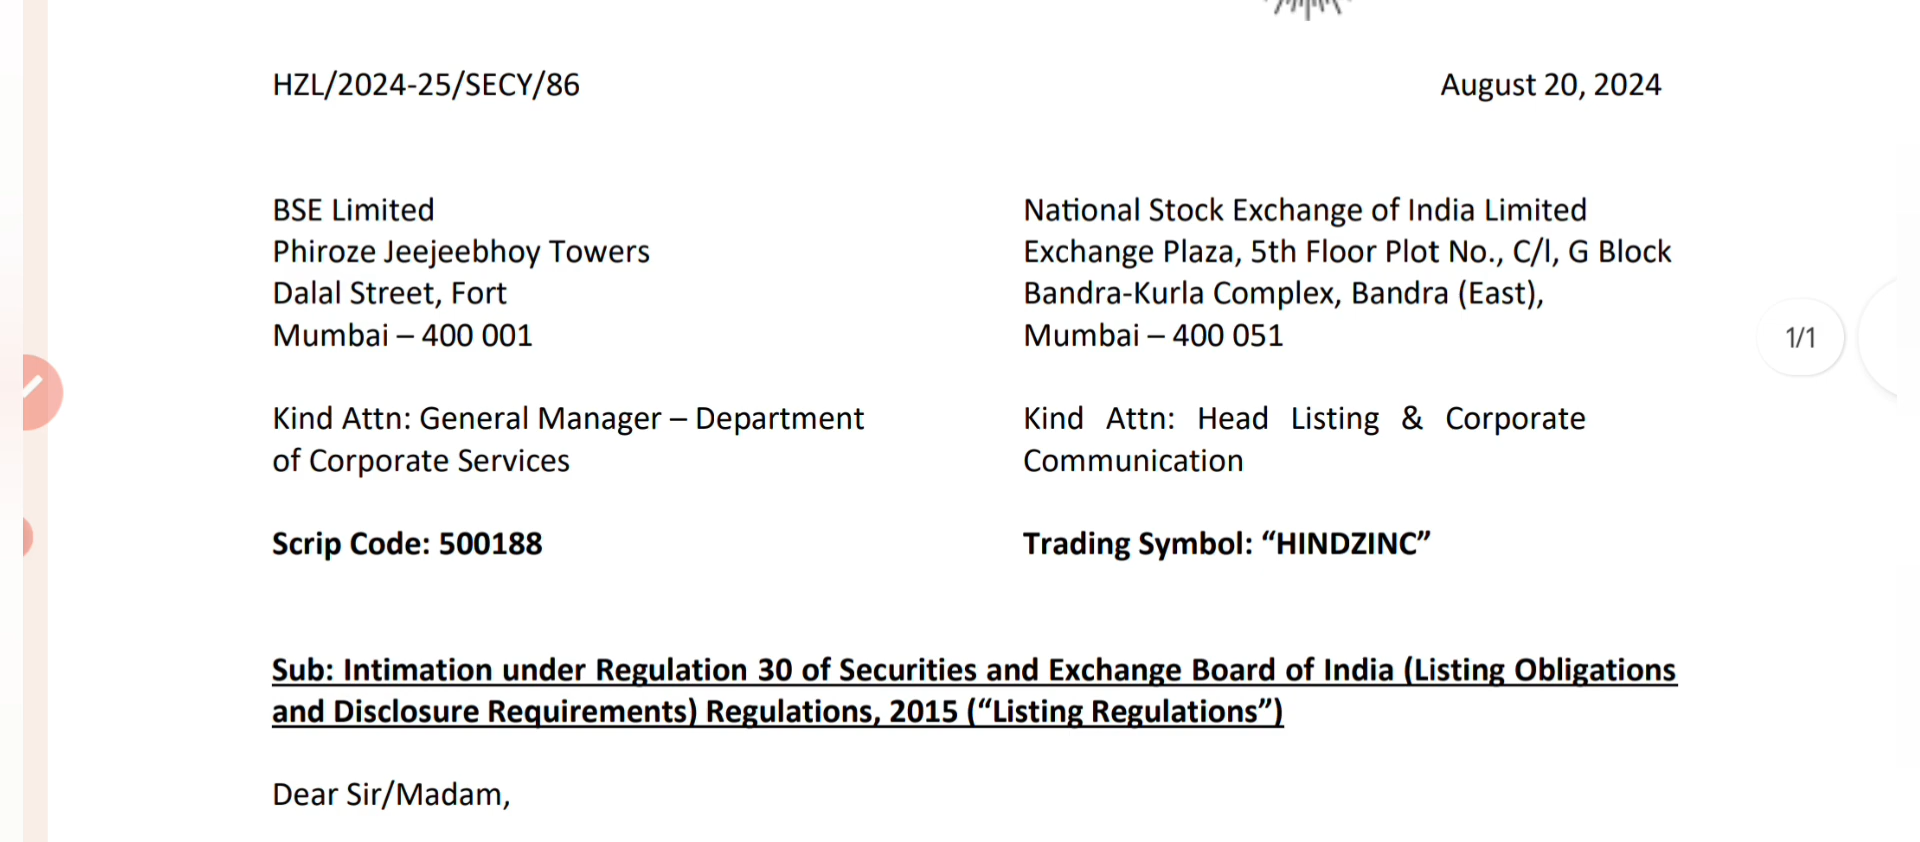 HZL/2024-25/SECY/86
August 20, 2024
BSE Limited
Phiroze Jeejeebhoy Towers
Dalal Street, Fort
Mumbai – 400 001
Kind Attn: General Manager – Department
of Corporate Services
Scrip Code: 500188
National Stock Exchange of India Limited
Exchange Plaza, 5th Floor Plot No., C/l, G Block
Bandra-Kurla Complex, Bandra (East),
Mumbai – 400 051
Kind Attn: Head Listing & Corporate
Communication
Trading Symbol: “HINDZINC”
1/1
Sub: Intimation under Regulation 30 of Securities and Exchange Board of India (Listing Obligations
and Disclosure Requirements) Regulations, 2015 (“Listing Regulations”)
Dear Sir/Madam,